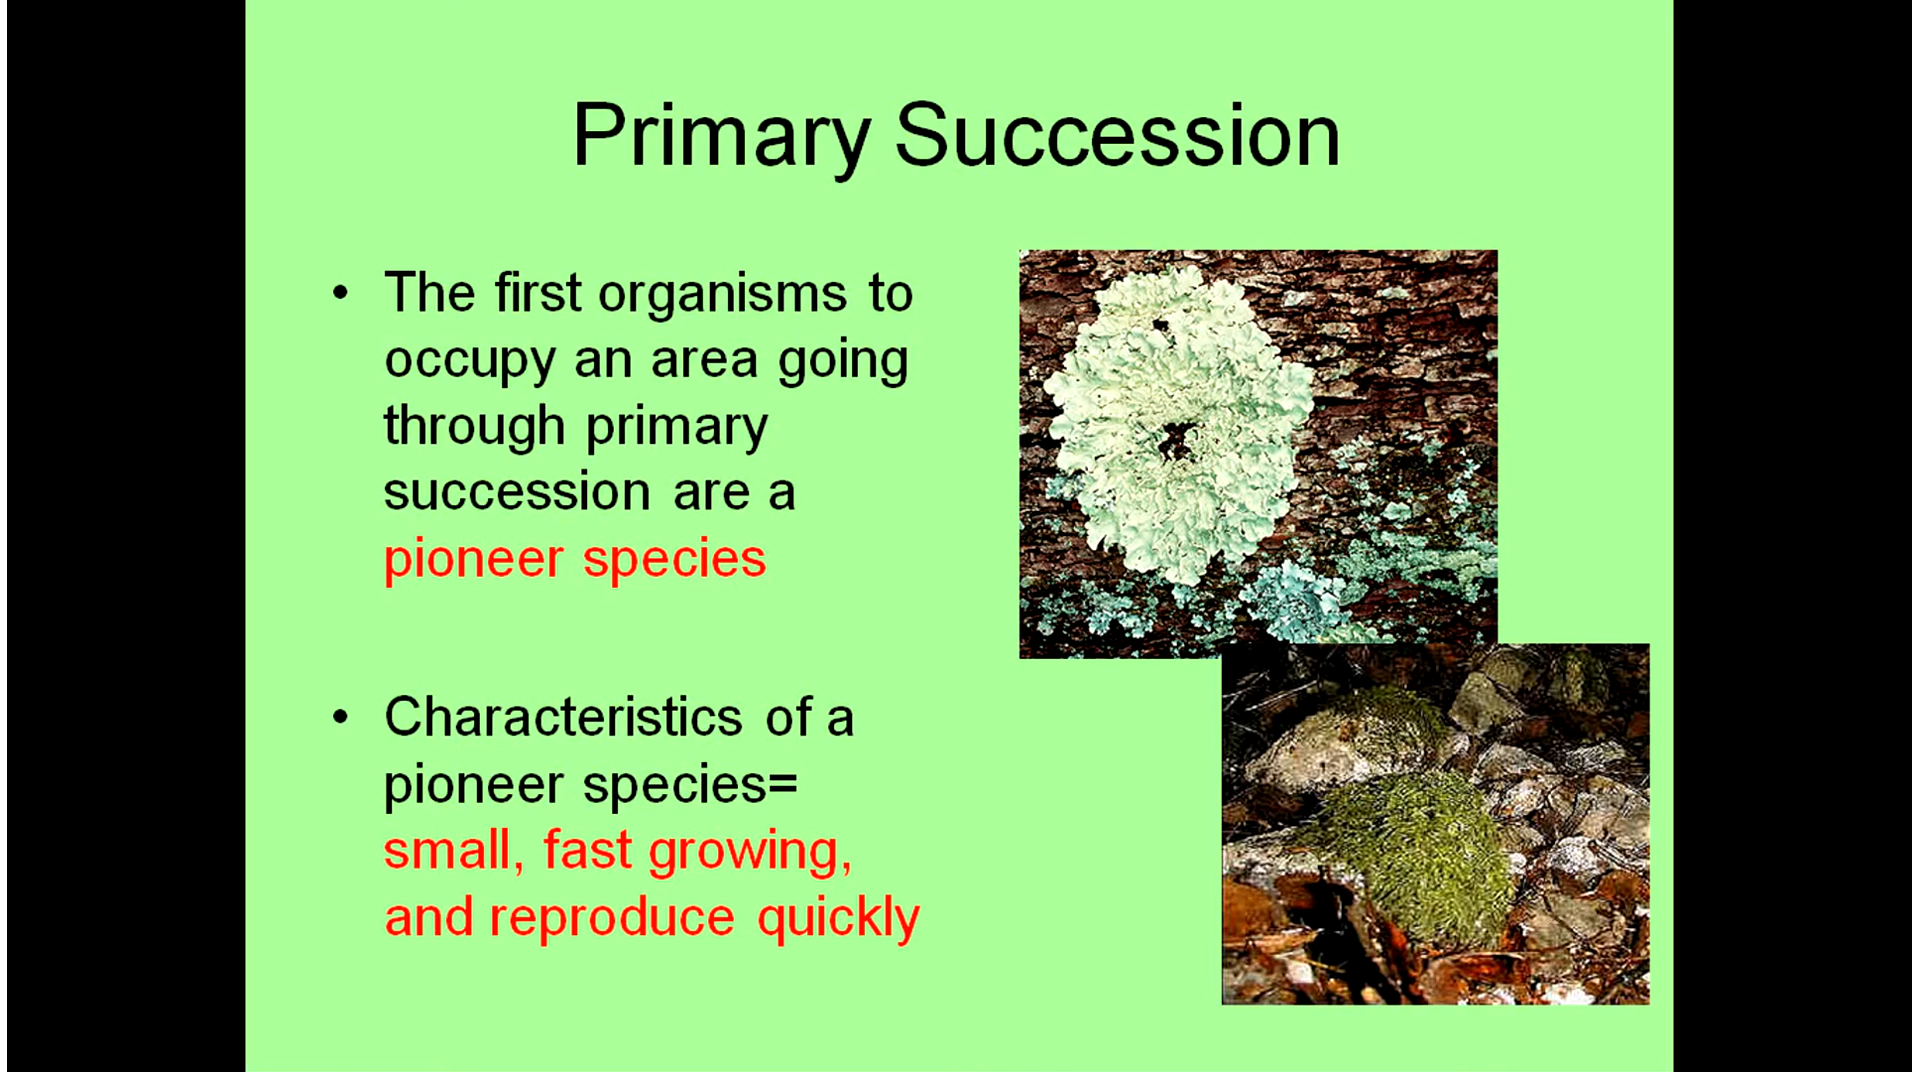 Primary Succession
• The first organisms to
occupy an area going
through primary
succession are a
pioneer species
• Characteristics of a
pioneer species=
small, fast growing,
and reproduce quickly